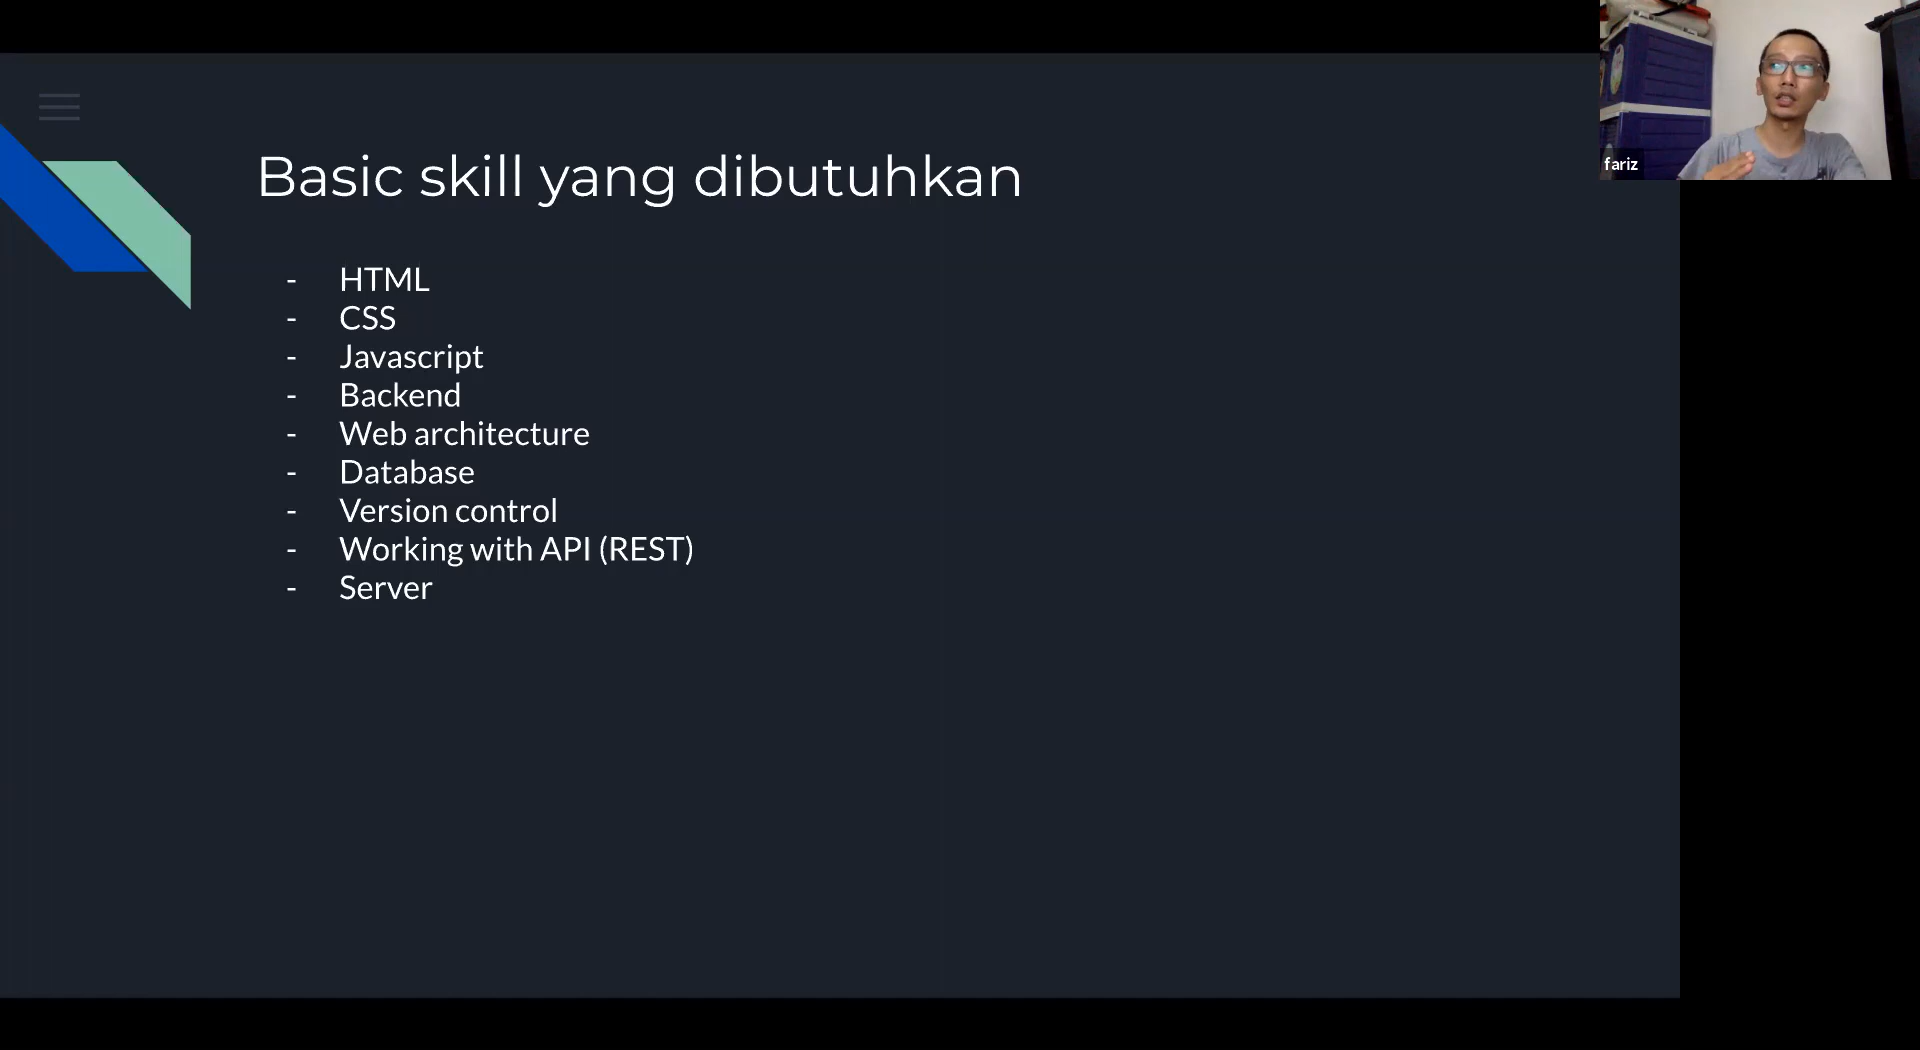 Basic skill yang dibutuhkan
- HTML
- CSS
- Javascript
- Backend
- Web architecture
- Database
- Version control
- Working with API (REST)
- Server
fariz